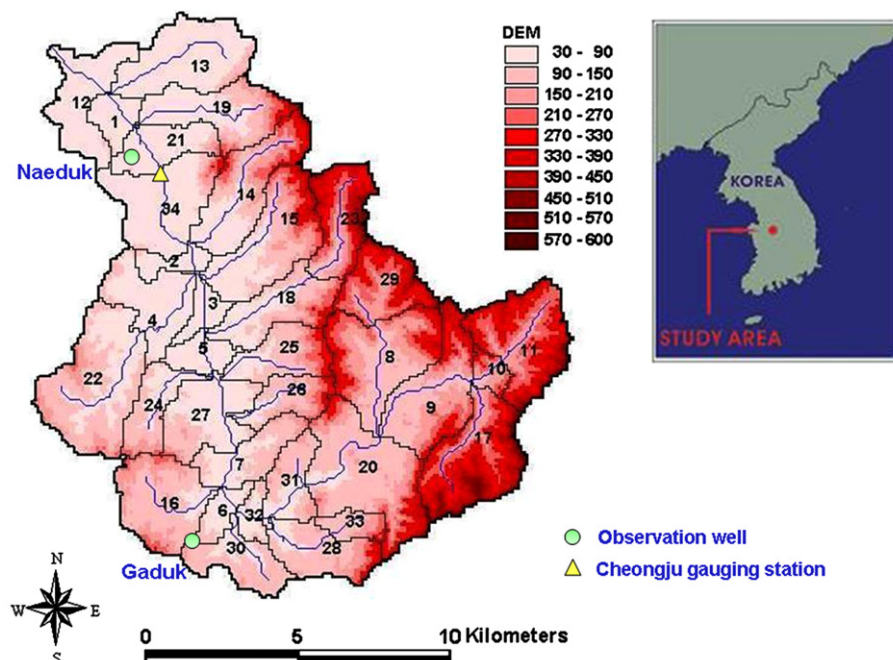 DEM
30 - 90
90 - 150
150 - 210
210 - 270
270 - 330
330 - 390
390 - 450
450 - 510
510 - 570
570 - 600
KOREA
STUDY AREA
13
12
19
1
21
Naeduk
14
34
15
23
2
29
18
3
4
5
25
8
11
10
22
26
24
9
27
17
7
20
31
16
6
32
33
30
28
Gaduk
Observation well
Cheongju gauging station
N
W E
S
0 5 10 Kilometers